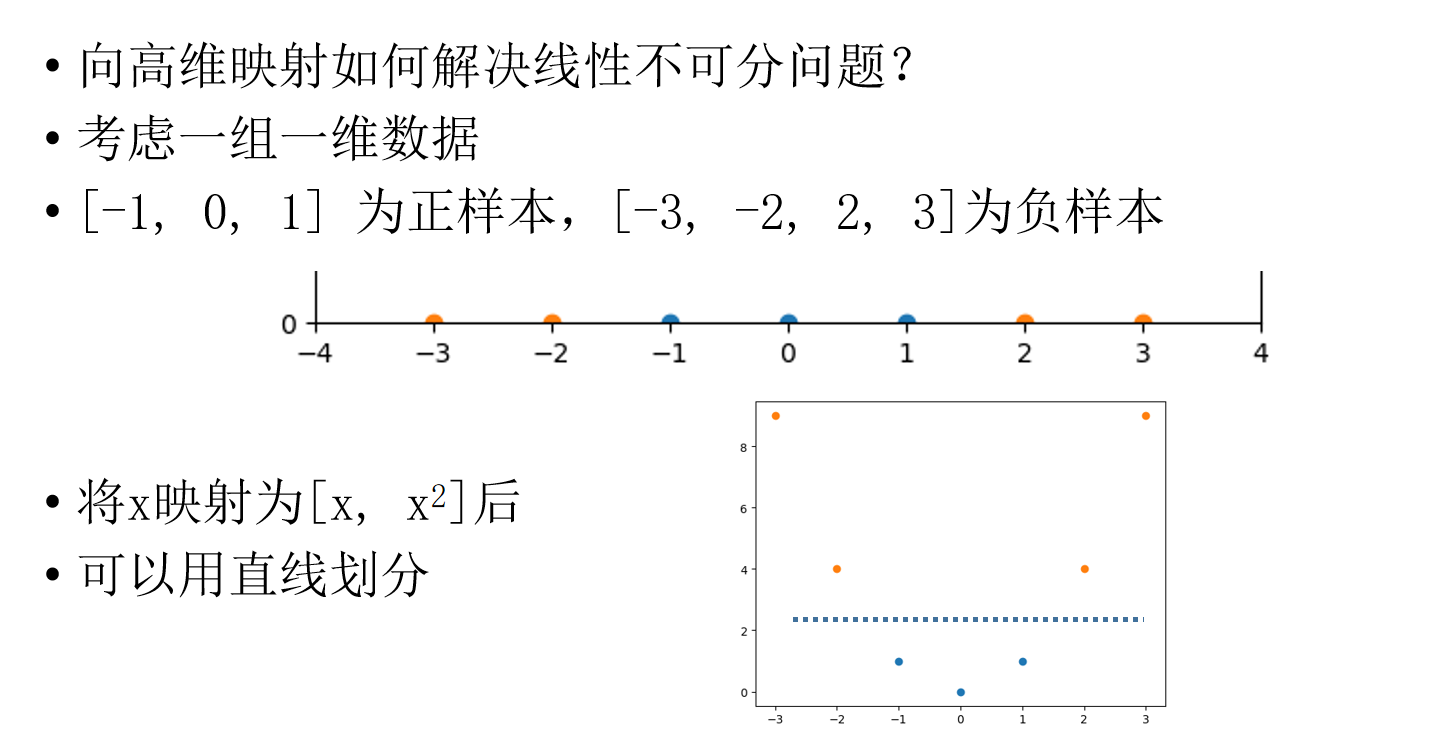 • 向高维映射如何解决线性不可分问题?
• 考虑一组一维数据
• [-1, 0, 1] 为正样本，[-3, -2, 2, 3]为负样本
0
−4 −3 −2 −1 0 1 2 3 4
• 将x映射为[x, x²]后
• 可以用直线划分
8
6
4
2
0
−3 −2 −1 0 1 2 3